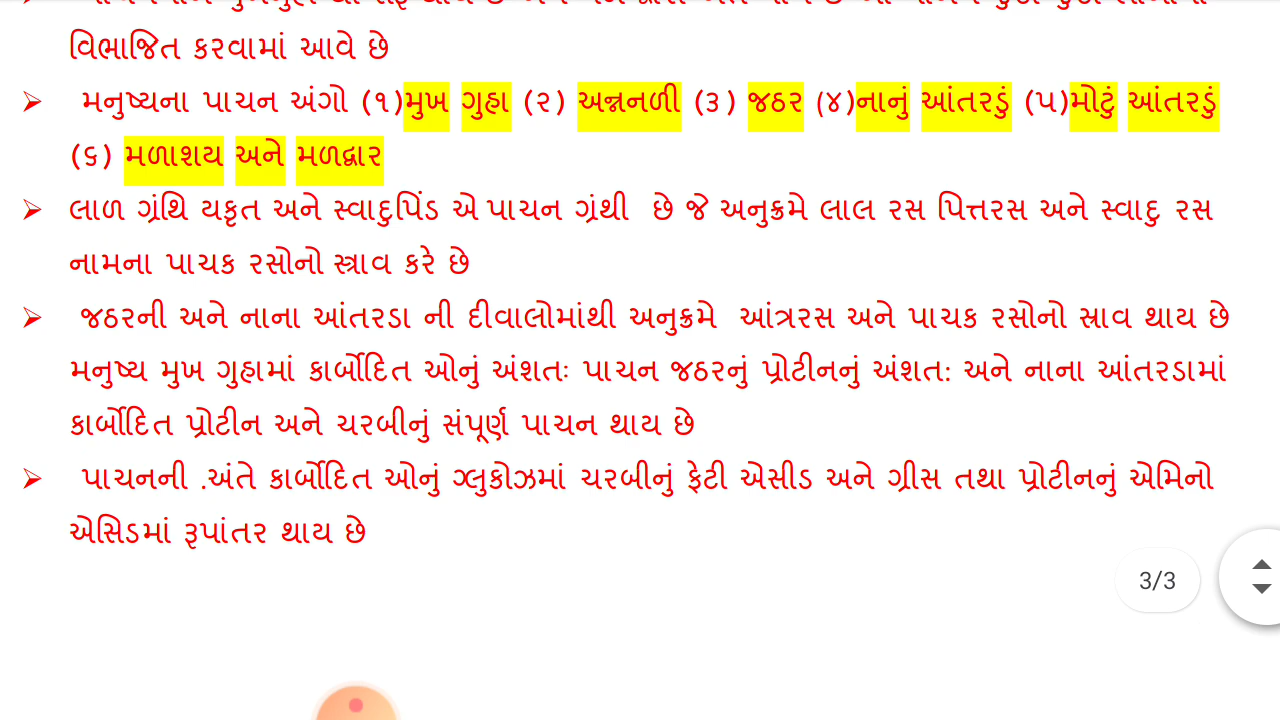 વિભાજિત કરવામાં આવે છે
➢ મનુષ્યના પાચન અંગો (૧)મુખ ગુહા (૨) અન્નનળી (૩) જઠર (૪)નાનું આંતરડું (૫)મોટું આંતરડું
(૬) મળાશય અને મળદ્વાર
➢ લાળ ગ્રંથિ યકૃત અને સ્વાદુપિંડ એ પાચન ગ્રંથી છે જે અનુક્રમે લાલ રસ પિત્તરસ અને સ્વાદુ રસ
નામના પાચક રસોનો સ્ત્રાવ કરે છે
➢ જઠરની અને નાના આંતરડા ની દીવાલોમાંથી અનુક્રમે આંત્રરસ અને પાચક રસોનો સ્રાવ થાય છે
મનુષ્ય મુખ ગુહામાં કાર્બોદિત ઓનું અંશતઃ પાચન જઠરનું પ્રોટીનનું અંશત: અને નાના આંતરડામાં
કાર્બોદિત પ્રોટીન અને ચરબીનું સંપૂર્ણ પાચન થાય છે
➢ પાચનની .અંતે કાર્બોદિત ઓનું ગ્લુકોઝમાં ચરબીનું ફેટી એસીડ અને ગ્રીસ તથા પ્રોટીનનું એમિનો
એસિડમાં રૂપાંતર થાય છે
3/3